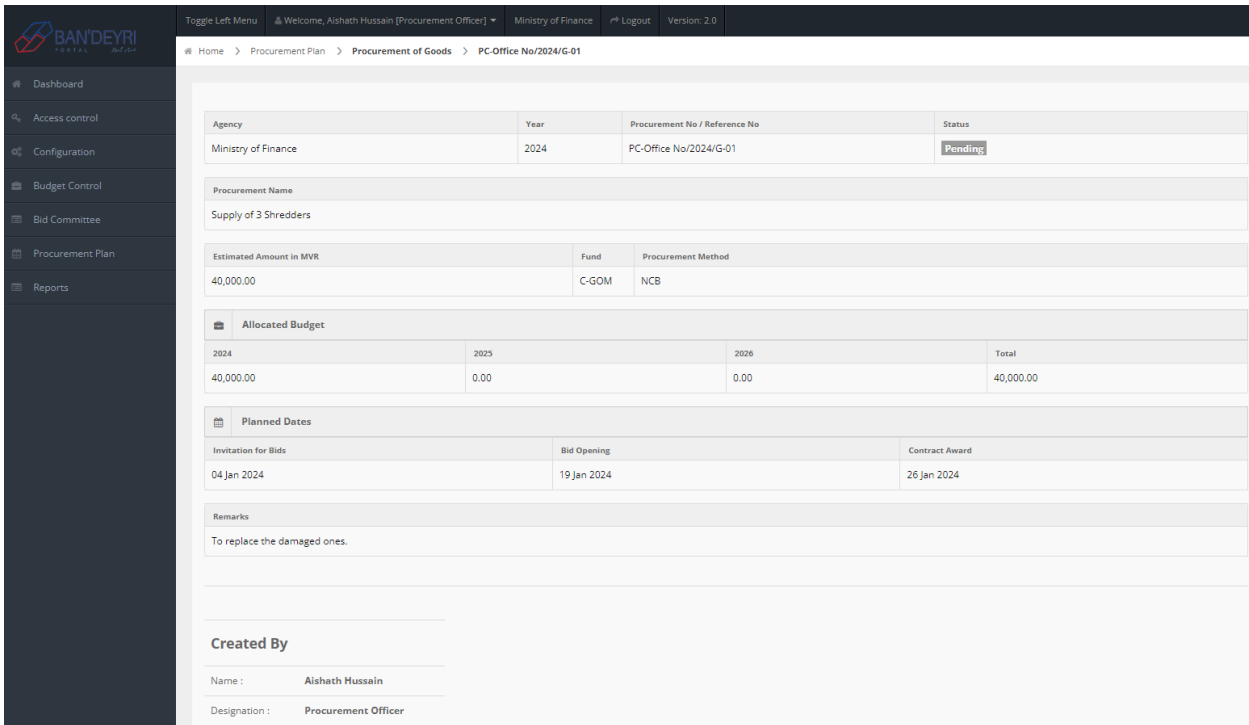 BAN'DEYRI
PORTAL
Toggle Left Menu Welcome, Aishath Hussain [Procurement Officer] Ministry of Finance Logout Version: 2.0
Home > Procurement Plan > Procurement of Goods > PC-Office No/2024/G-01
Dashboard
Access control
Configuration
Budget Control
Bid Committee
Procurement Plan
Reports
Agency Year Procurement No / Reference No Status
Ministry of Finance 2024 PC-Office No/2024/G-01 Pending
Procurement Name
Supply of 3 Shredders
Estimated Amount in MVR Fund Procurement Method
40,000.00 C-GOM NCB
Allocated Budget
2024 2025 2026 Total
40,000.00 0.00 0.00 40,000.00
Planned Dates
Invitation for Bids Bid Opening Contract Award
04 Jan 2024 19 Jan 2024 26 Jan 2024
Remarks
To replace the damaged ones.
Created By
Name : Aishath Hussain
Designation : Procurement Officer